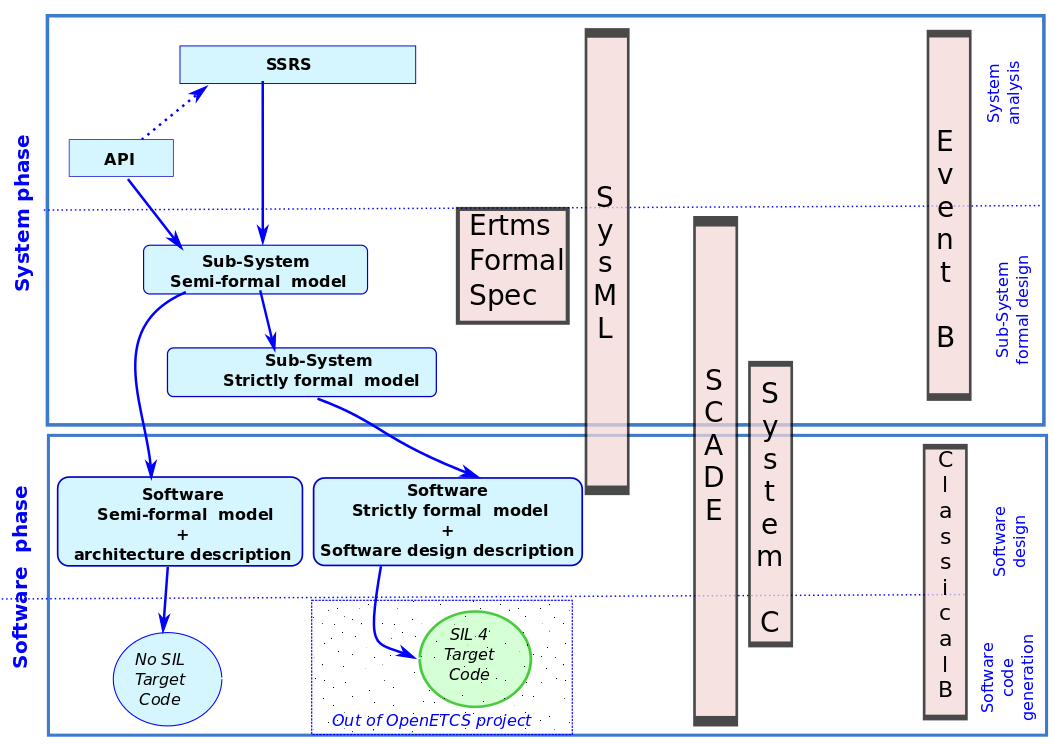 SSRS
API
System phase
Sub-System
Semi-formal model
Sub-System
Strictly formal model
Ertms
Formal
Spec
SysML
SCADE
System C
Event B
System
analysis
Sub-System
formal design
Software phase
Software
Semi-formal model
+
architecture description
Software
Strictly formal model
+
Software design description
No SIL
Target
Code
SIL 4
Target
Code
Out of OpenETCS project
ClassicalB
Software
design
Software
code
generation